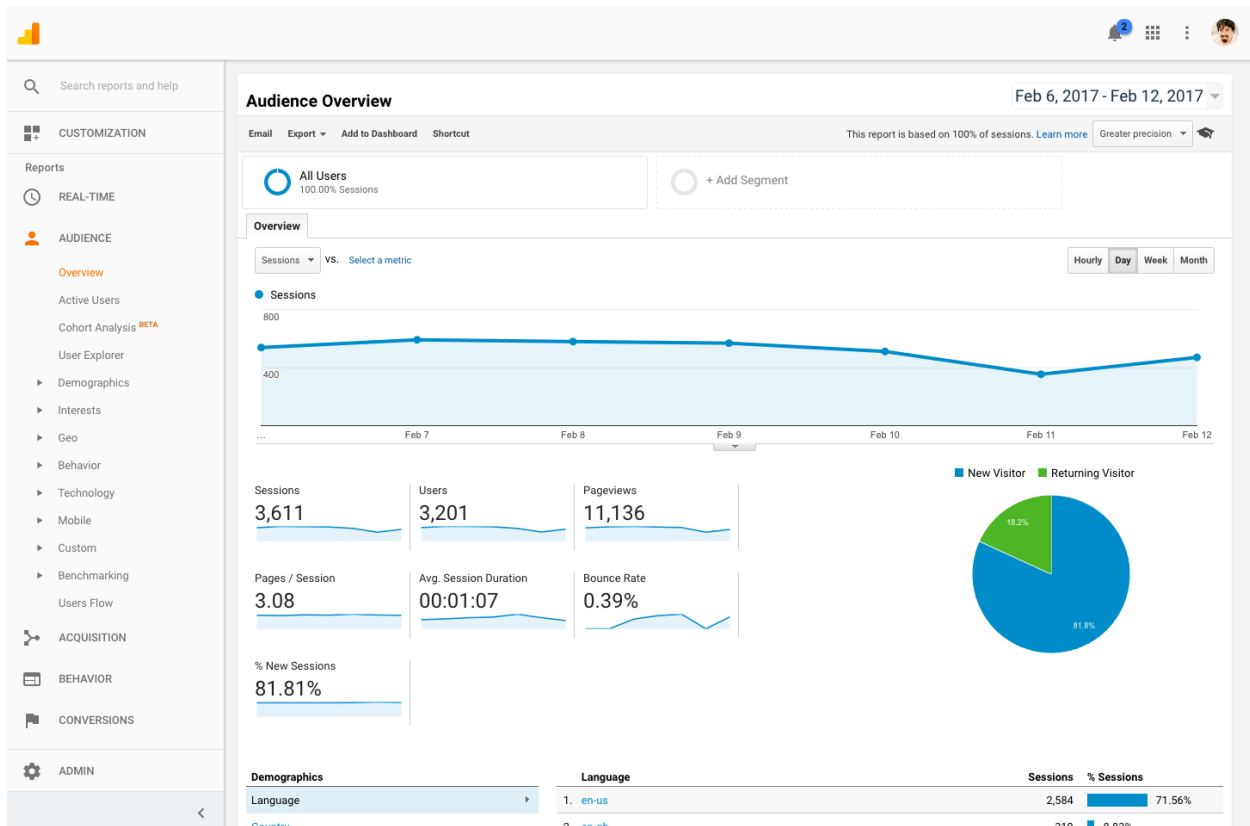 2
Search reports and help
CUSTOMIZATION
Reports
REAL-TIME
AUDIENCE
Overview
Active Users
Cohort Analysis BETA
User Explorer
Demographics
Interests
Geo
Behavior
Technology
Mobile
Custom
Benchmarking
Users Flow
ACQUISITION
BEHAVIOR
CONVERSIONS
ADMIN
Audience Overview
Feb 6, 2017 - Feb 12, 2017
Email Export Add to Dashboard Shortcut
This report is based on 100% of sessions. Learn more Greater precision
All Users
100.00% Sessions
+ Add Segment
Overview
Sessions VS. Select a metric
Hourly Day Week Month
Sessions
800
400
... Feb 7 Feb 8 Feb 9 Feb 10 Feb 11 Feb 12
Sessions
3,611
Users
3,201
Pageviews
11,136
Pages / Session
3.08
Avg. Session Duration
00:01:07
Bounce Rate
0.39%
% New Sessions
81.81%
New Visitor Returning Visitor
18.2%
81.8%
Demographics
Language
Language Sessions % Sessions
1. en-us 2,584 71.56%